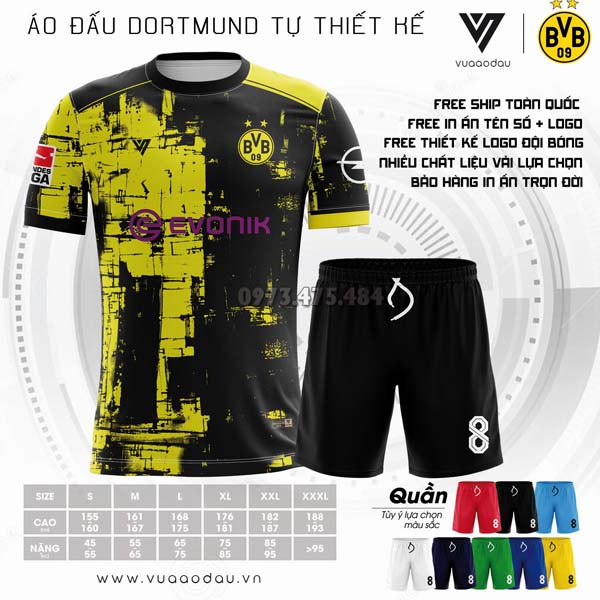 ÁO ĐẤU DORTMUND TỰ THIẾT KẾ
vuaaodau
BVB
09
FREE SHIP TOÀN QUỐC
FREE IN ẤN TÊN SỐ + LOGO
FREE THIẾT KẾ LOGO ĐỘI BÓNG
NHIỀU CHẤT LIỆU VẢI LỰA CHỌN
BẢO HÀNG IN ẤN TRỌN ĐỜI
BVB
09
EVONIK
0973.475.484
8
SIZE S M L XL XXL XXXL
CAO 155 161 168 176 182 188
160 167 175 181 187 193
NẶNG 45 55 65 75 85 >95
55 65 75 85 95
Quần
Tùy ý lựa chọn
màu sắc
8 8 8
8 8 8 8 8
www.vuaaodau.vn